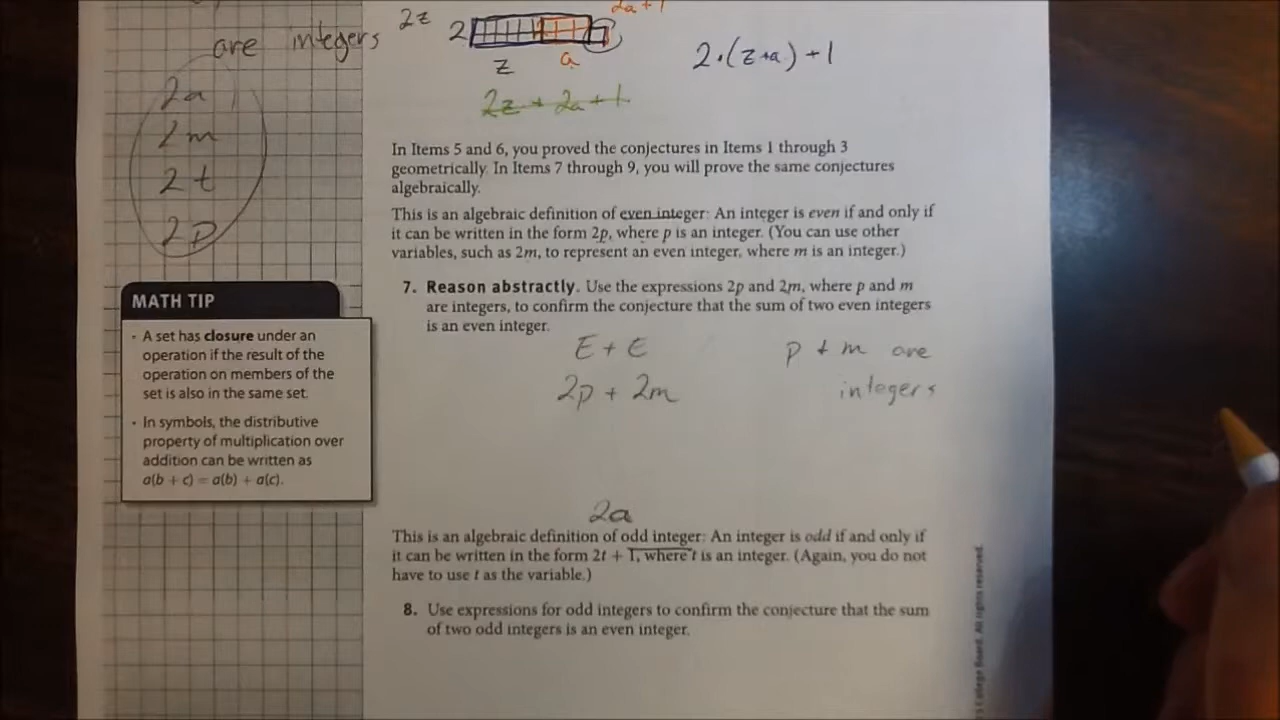 are integers
2a
2m
2t
2p
2z
2
z
a
2a+1
2z + 2a + 1
2·(z+a)+1
In Items 5 and 6, you proved the conjectures in Items 1 through 3
geometrically. In Items 7 through 9, you will prove the same conjectures
algebraically.
This is an algebraic definition of even integer: An integer is even if and only if
it can be written in the form 2p, where p is an integer. (You can use other
variables, such as 2m, to represent an even integer, where m is an integer.)
7. Reason abstractly. Use the expressions 2p and 2m, where p and m
are integers, to confirm the conjecture that the sum of two even integers
is an even integer.
E + E
2p + 2m
p + m are
integers
MATH TIP
• A set has closure under an
operation if the result of the
operation on members of the
set is also in the same set.
• In symbols, the distributive
property of multiplication over
addition can be written as
a(b + c) = a(b) + a(c).
2a
This is an algebraic definition of odd integer: An integer is odd if and only if
it can be written in the form 2t + 1, where t is an integer. (Again, you do not
have to use t as the variable.)
8. Use expressions for odd integers to confirm the conjecture that the sum
of two odd integers is an even integer.
College Board. All rights reserved.